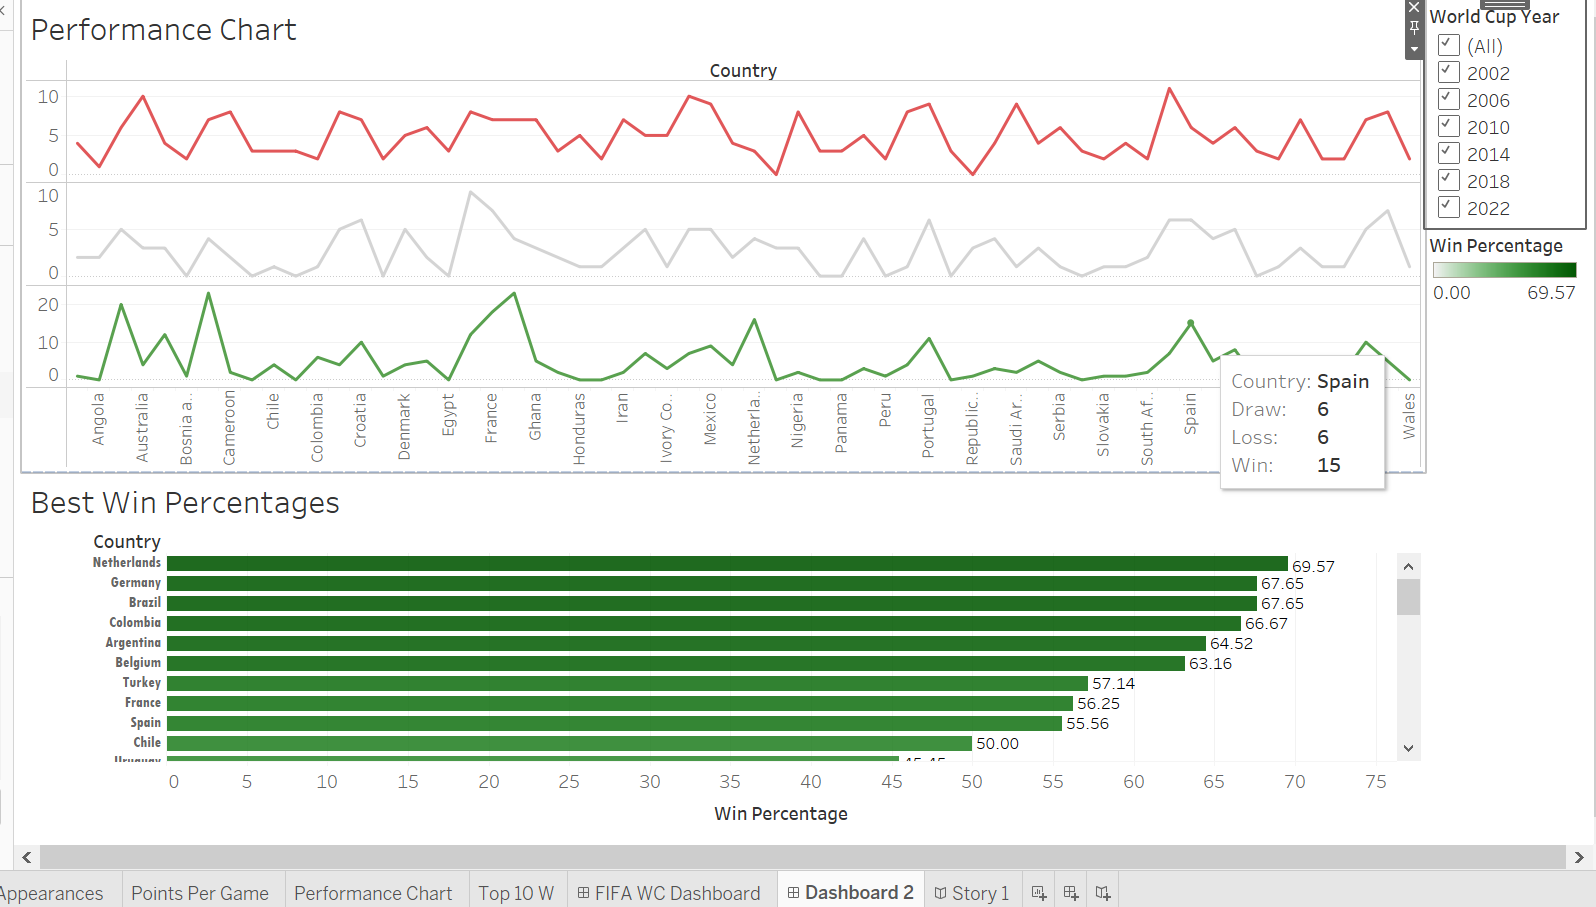 Performance Chart
World Cup Year
(All)
2002
2006
2010
2014
2018
2022
Win Percentage
0.00 69.57
Country
10
5
0
10
5
0
20
10
0
Angola
Australia
Bosnia a..
Cameroon
Chile
Colombia
Croatia
Denmark
Egypt
France
Ghana
Honduras
Iran
Ivory Co..
Mexico
Netherla..
Nigeria
Panama
Peru
Portugal
Republic..
Saudi Ar..
Serbia
Slovakia
South Af..
Spain
Wales
Country: Spain
Draw: 6
Loss: 6
Win: 15
Best Win Percentages
Country
Netherlands 69.57
Germany 67.65
Brazil 67.65
Colombia 66.67
Argentina 64.52
Belgium 63.16
Turkey 57.14
France 56.25
Spain 55.56
Chile 50.00
Uruguay 45.45
0 5 10 15 20 25 30 35 40 45 50 55 60 65 70 75
Win Percentage
Appearances Points Per Game Performance Chart Top 10 W FIFA WC Dashboard Dashboard 2 Story 1